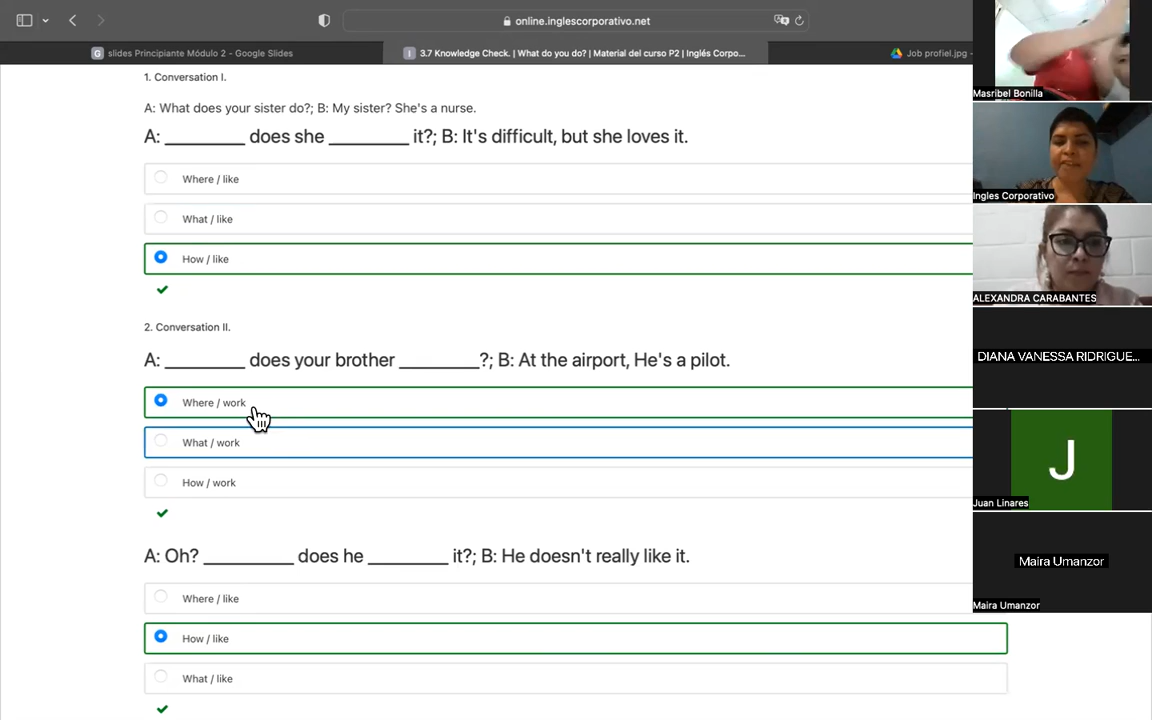 online.inglescorporativo.net
G slides Principiante Módulo 2 - Google Slides
I 3.7 Knowledge Check. | What do you do? | Material del curso P2 | Inglés Corpo...
Job profiel.jpg -
1. Conversation I.
A: What does your sister do?; B: My sister? She's a nurse.
A: _________ does she _________ it?; B: It's difficult, but she loves it.
Where / like
What / like
How / like
2. Conversation II.
A: _________ does your brother _________?; B: At the airport, He's a pilot.
Where / work
What / work
How / work
A: Oh? __________ does he _________ it?; B: He doesn't really like it.
Where / like
How / like
What / like
Masribel Bonilla
Ingles Corporativo
ALEXANDRA CARABANTES
DIANA VANESSA RIDRIGUE...
J
Juan Linares
Maira Umanzor
Maira Umanzor